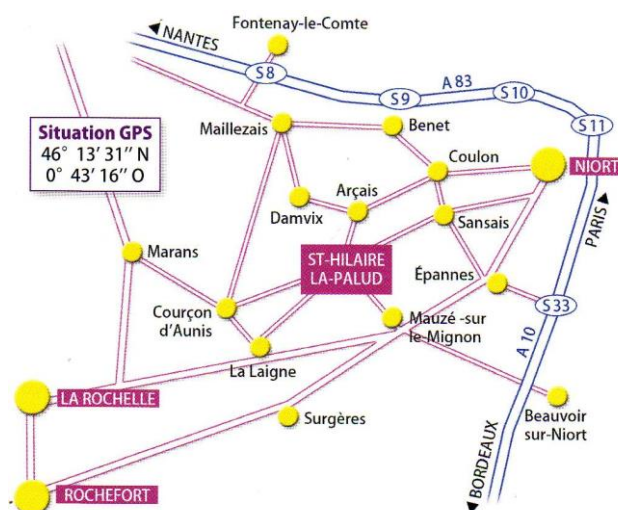 Fontenay-le-Comte
NANTES
S8
S9
A 83
S10
S11
Situation GPS
46° 13' 31'' N
0° 43' 16'' O
Maillezais
Benet
Coulon
NIORT
Damvix
Arçais
Sansais
PARIS
Marans
ST-HILAIRE
LA-PALUD
Épannes
S33
Courçon
d'Aunis
Mauzé -sur
le Mignon
A 10
La Laigne
LA ROCHELLE
Surgères
Beauvoir
sur-Niort
ROCHEFORT
BORDEAUX